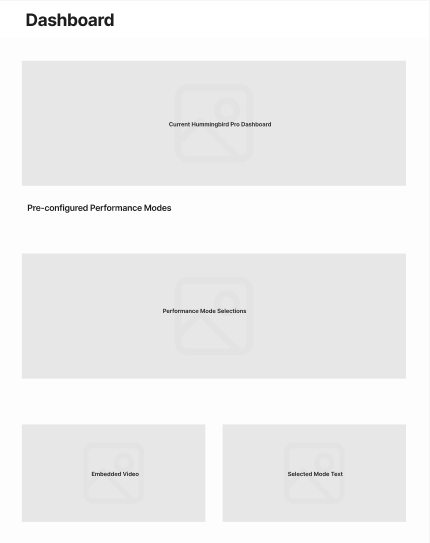 Dashboard
Current Hummingbird Pro Dashboard
Pre-configured Performance Modes
Performance Mode Selections
Embedded Video
Selected Mode Text